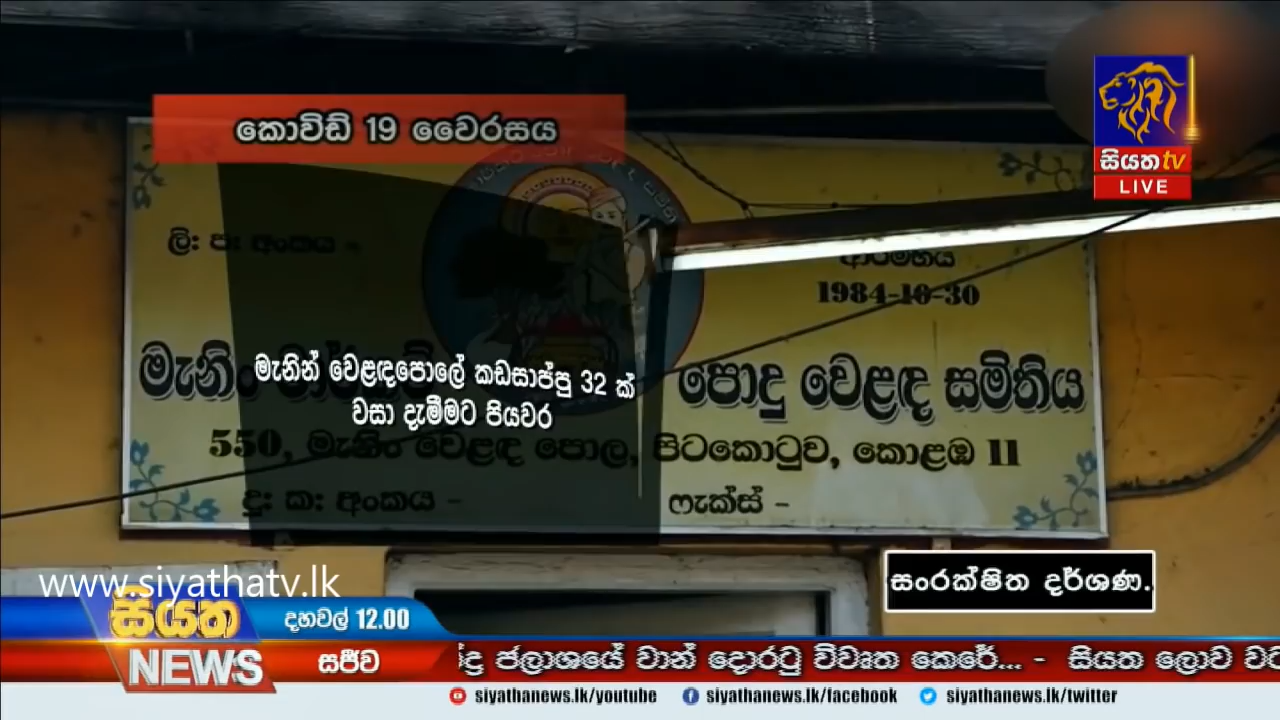 කොවිඩ් 19 වෛරසය
සියත tv
LIVE
ලි: ප: අංකය -
ආරම්භය
1984-10-30
මැනින් වෙළඳපොලේ කඩසාප්පු 32 ක්
වසා දැමීමට පියවර
පොදු වෙළඳ සමිතිය
550, මැනිං වෙළඳ පොල, පිටකොටුව, කොළඹ 11
දු: ක: අංකය -
ෆැක්ස් -
සංරක්ෂිත දර්ශණ.
www.siyathatv.lk
සියත
NEWS
දහවල් 12.00
සජීව
ජලාශයේ වාන් දොරටු විවෘත කෙරේ... - සියත ලොව
siyathanews.lk/youtube
siyathanews.lk/facebook
siyathanews.lk/twitter